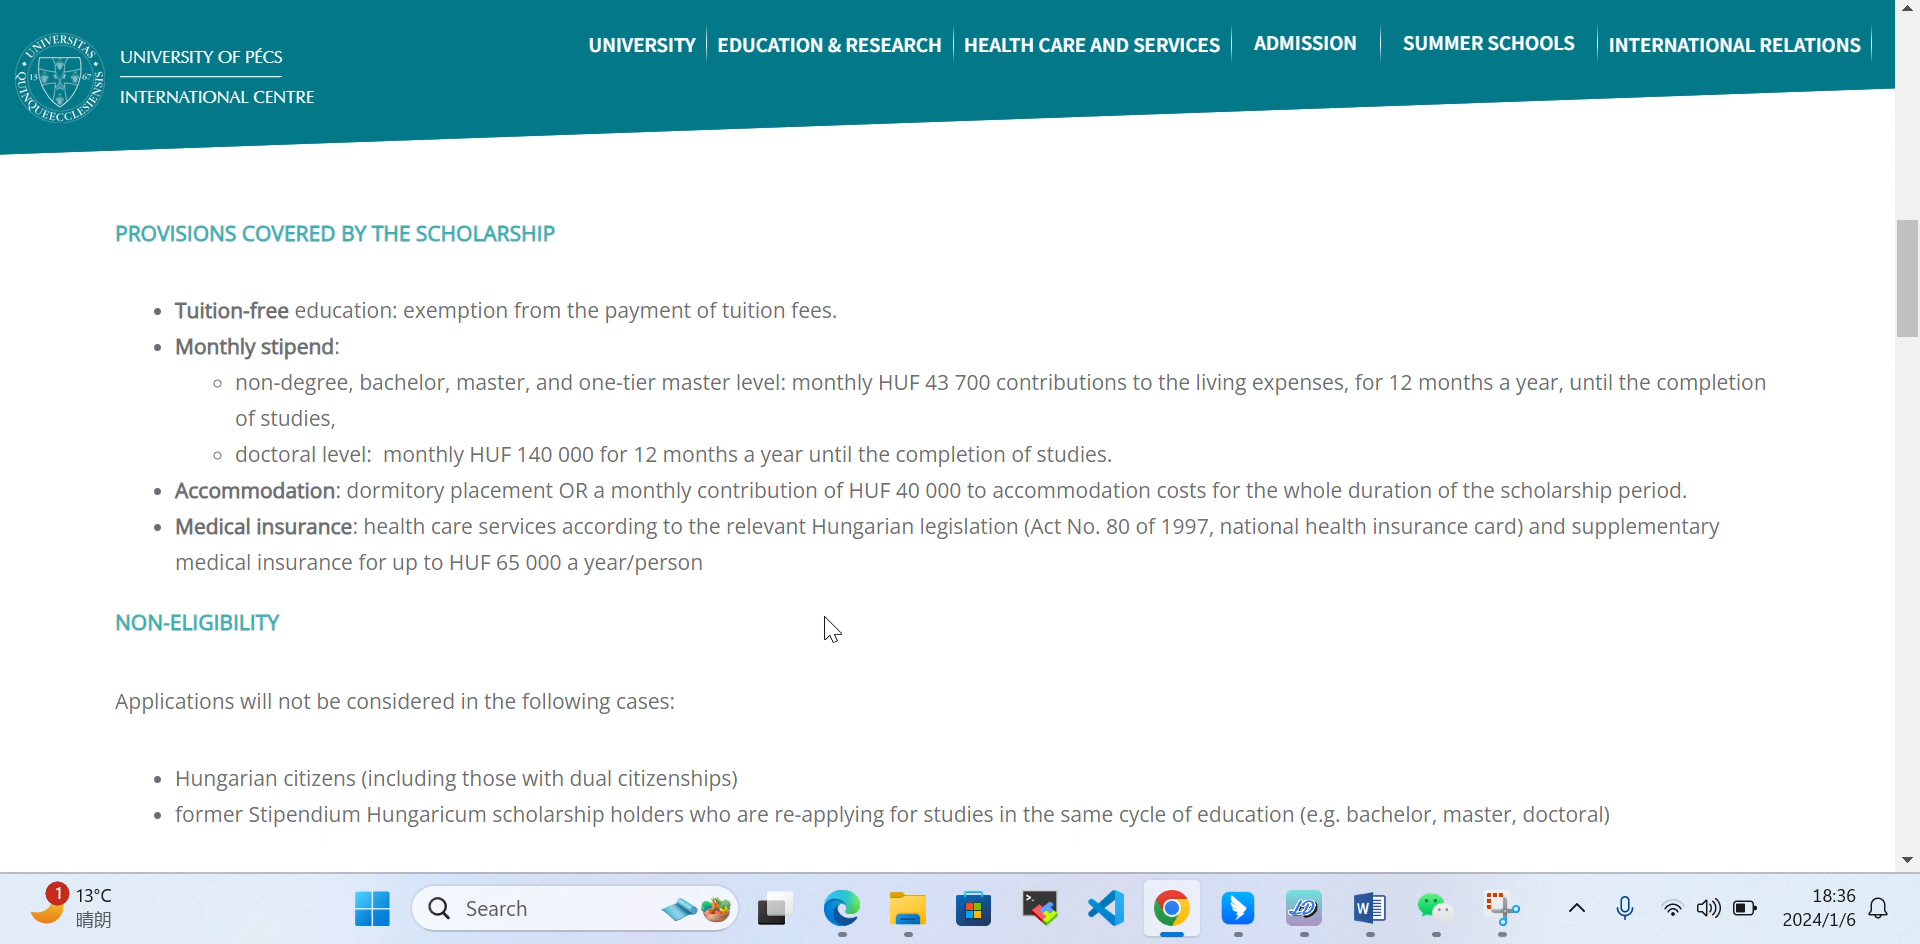 UNIVERSITAS
QUINQUEECCLESIENSIS
13 67
UNIVERSITY OF PÉCS
INTERNATIONAL CENTRE
UNIVERSITY
EDUCATION & RESEARCH
HEALTH CARE AND SERVICES
ADMISSION
SUMMER SCHOOLS
INTERNATIONAL RELATIONS
PROVISIONS COVERED BY THE SCHOLARSHIP
• Tuition-free education: exemption from the payment of tuition fees.
• Monthly stipend:
○ non-degree, bachelor, master, and one-tier master level: monthly HUF 43 700 contributions to the living expenses, for 12 months a year, until the completion
of studies,
○ doctoral level: monthly HUF 140 000 for 12 months a year until the completion of studies.
• Accommodation: dormitory placement OR a monthly contribution of HUF 40 000 to accommodation costs for the whole duration of the scholarship period.
• Medical insurance: health care services according to the relevant Hungarian legislation (Act No. 80 of 1997, national health insurance card) and supplementary
medical insurance for up to HUF 65 000 a year/person
NON-ELIGIBILITY
Applications will not be considered in the following cases:
• Hungarian citizens (including those with dual citizenships)
• former Stipendium Hungaricum scholarship holders who are re-applying for studies in the same cycle of education (e.g. bachelor, master, doctoral)
1
13°C
晴朗
Search
W
18:36
2024/1/6